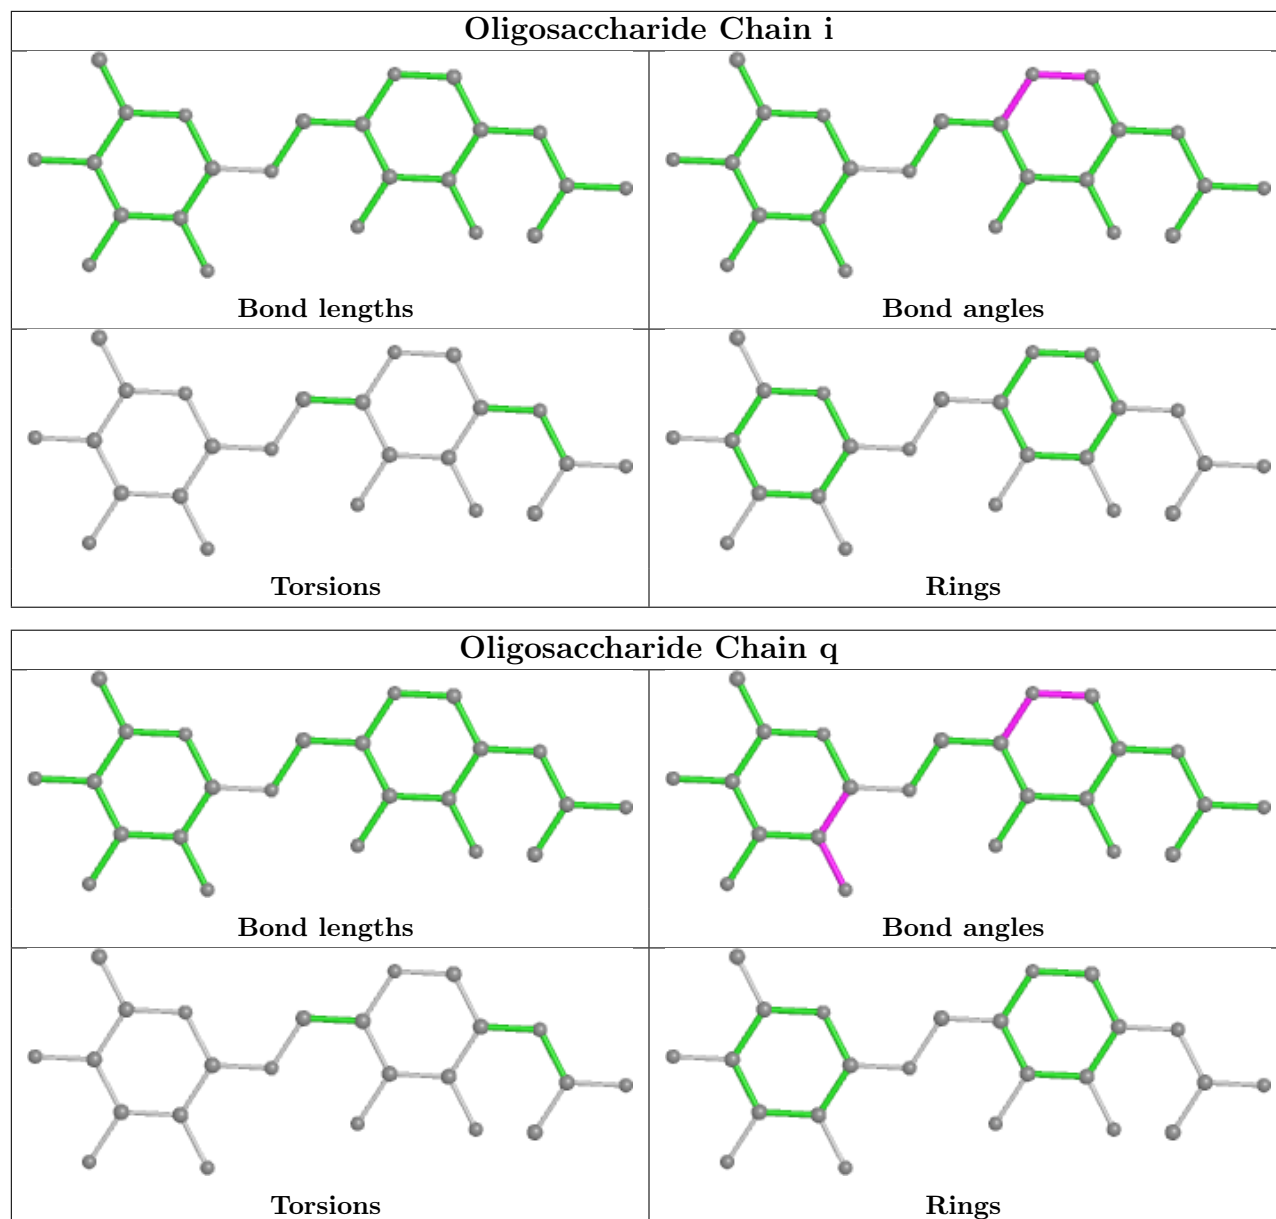 Oligosaccharide Chain i
Bond lengths
Bond angles
Torsions
Rings
Oligosaccharide Chain q
Bond lengths
Bond angles
Torsions
Rings